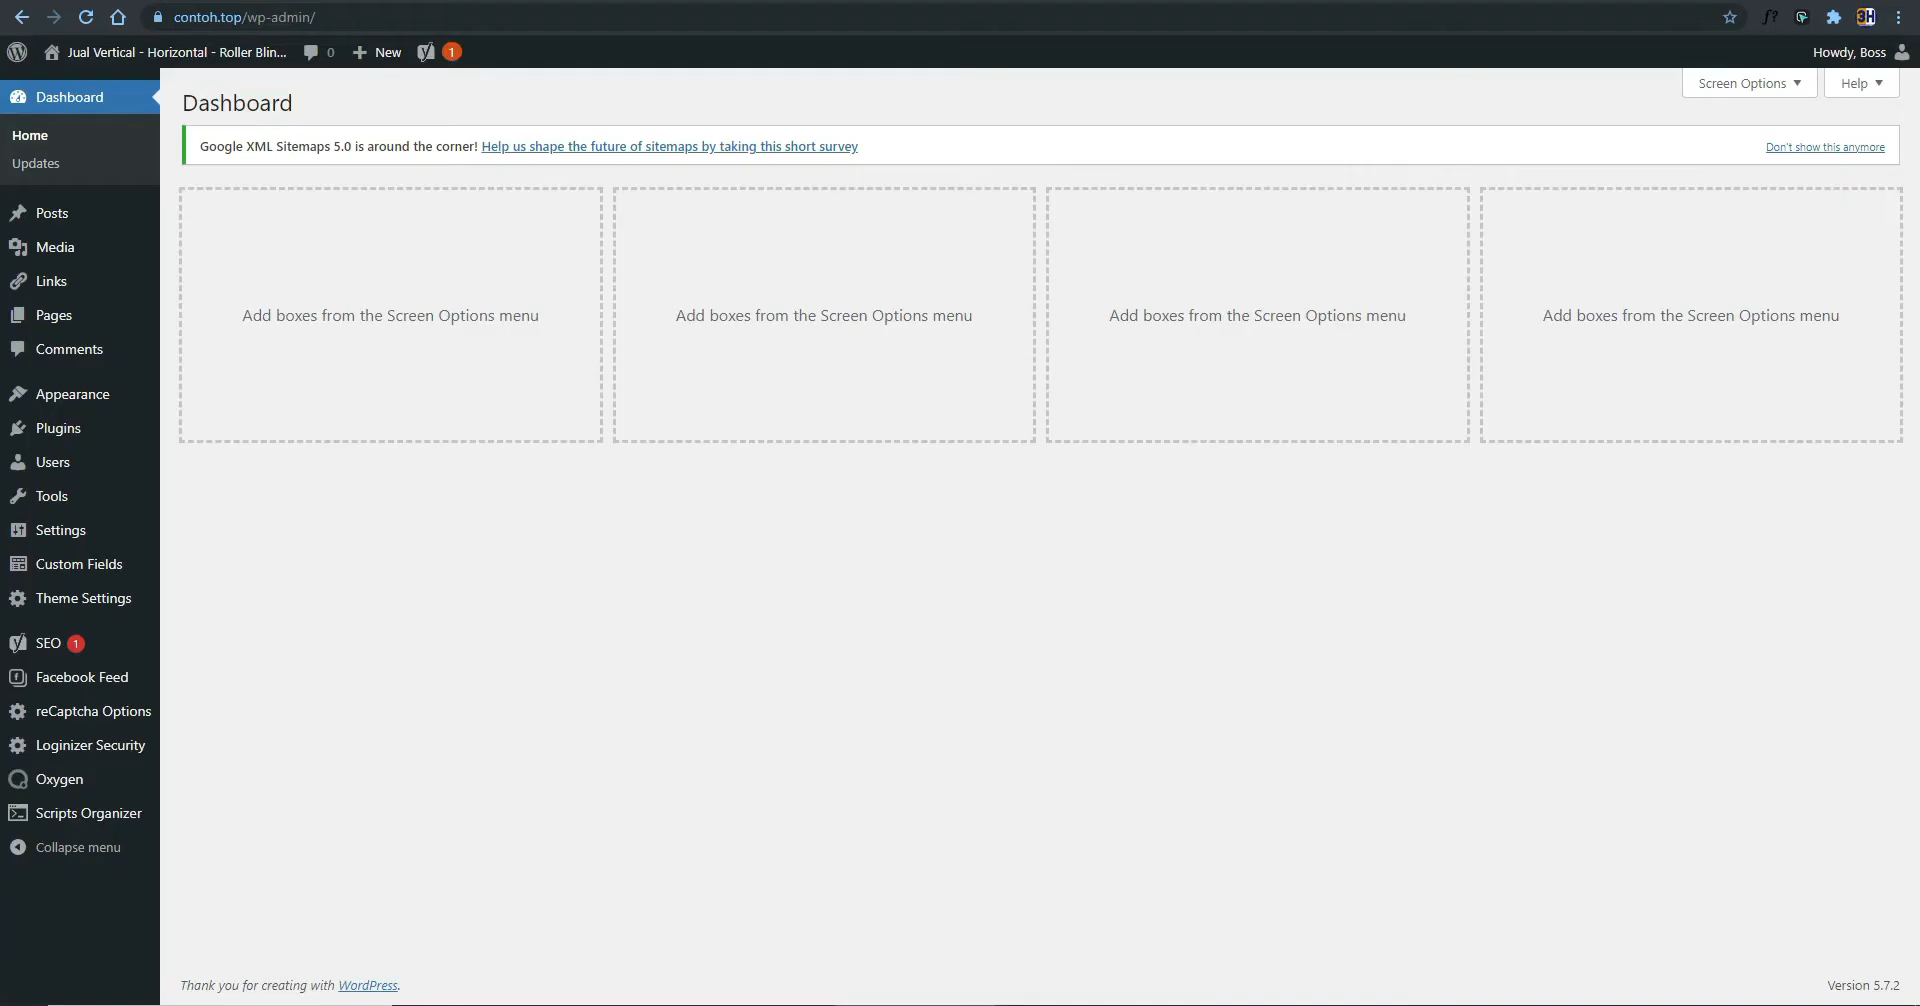 contoh.top/wp-admin/
f?
3H
Jual Vertical - Horizontal - Roller Blin...
0
New
1
Howdy, Boss
Screen Options
Help
Dashboard
Dashboard
Home
Updates
Google XML Sitemaps 5.0 is around the corner! Help us shape the future of sitemaps by taking this short survey
Don't show this anymore
Posts
Media
Links
Pages
Comments
Appearance
Plugins
Users
Tools
Settings
Custom Fields
Theme Settings
SEO 1
Facebook Feed
reCaptcha Options
Loginizer Security
Oxygen
Scripts Organizer
Collapse menu
Add boxes from the Screen Options menu
Add boxes from the Screen Options menu
Add boxes from the Screen Options menu
Add boxes from the Screen Options menu
Thank you for creating with WordPress.
Version 5.7.2